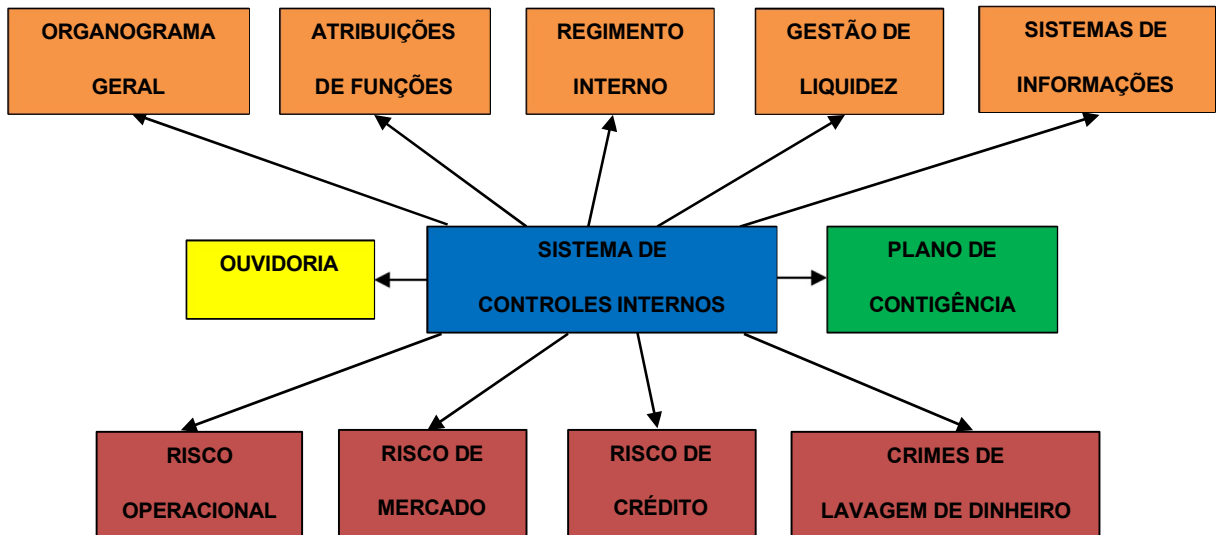 ORGANOGRAMA
GERAL
ATRIBUIÇÕES
DE FUNÇÕES
REGIMENTO
INTERNO
GESTÃO DE
LIQUIDEZ
SISTEMAS DE
INFORMAÇÕES
OUVIDORIA
SISTEMA DE
CONTROLES INTERNOS
PLANO DE
CONTIGÊNCIA
RISCO
OPERACIONAL
RISCO DE
MERCADO
RISCO DE
CRÉDITO
CRIMES DE
LAVAGEM DE DINHEIRO